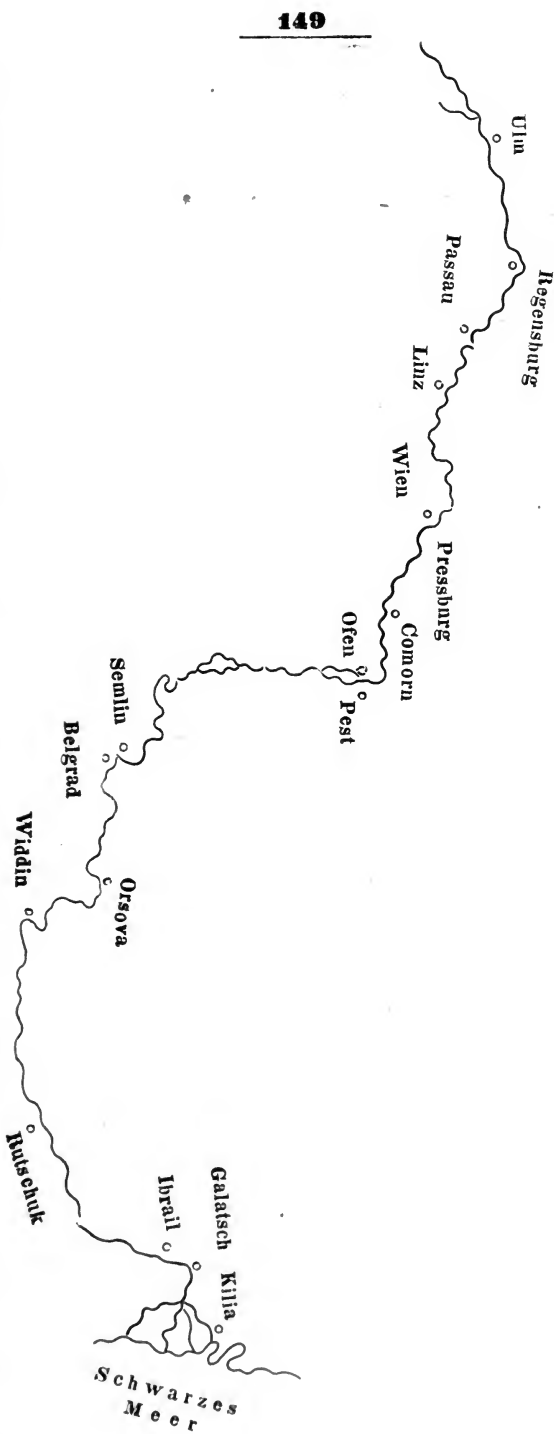 149
Ulm
Regensburg
Passau
Linz
Wien
Pressburg
Comorn
Ofen
Pest
Semlin
Belgrad
Orsova
Widdin
Rutschuk
Ibrail
Galatsch
Kilia
Schwarzes
Meer